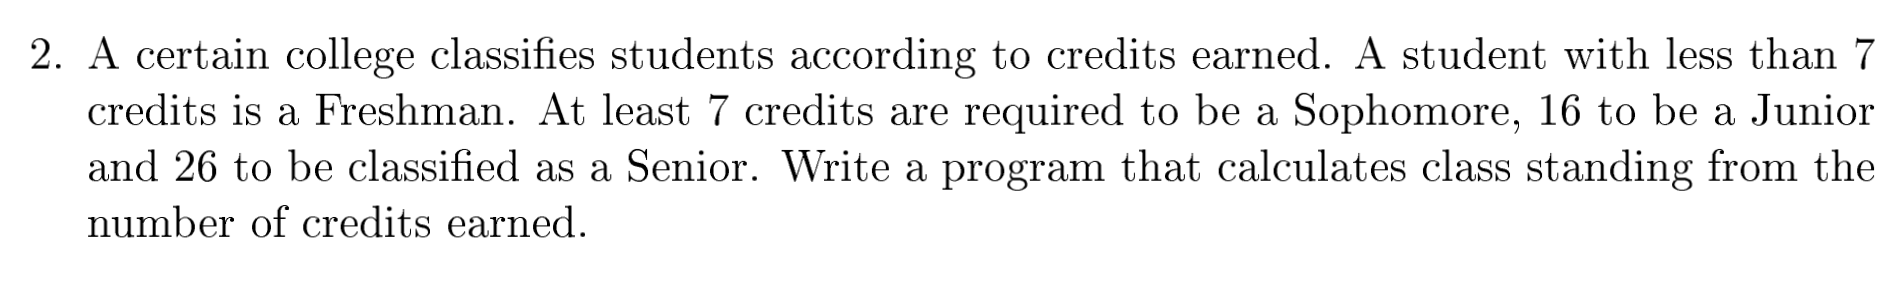 2. A certain college classifies students according to credits earned. A student with less than 7
credits is a Freshman. At least 7 credits are required to be a Sophomore, 16 to be a Junior
and 26 to be classified as a Senior. Write a program that calculates class standing from the
number of credits earned.